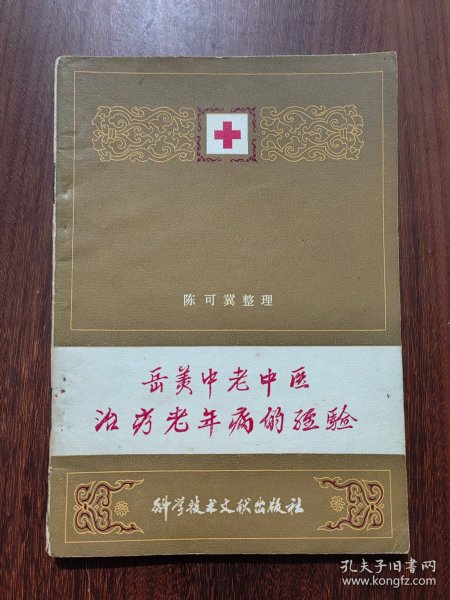 陈可冀整理
岳美中老中医
治疗老年病的经验
科学技术文献出版社
孔夫子旧书网
www.kongfz.com